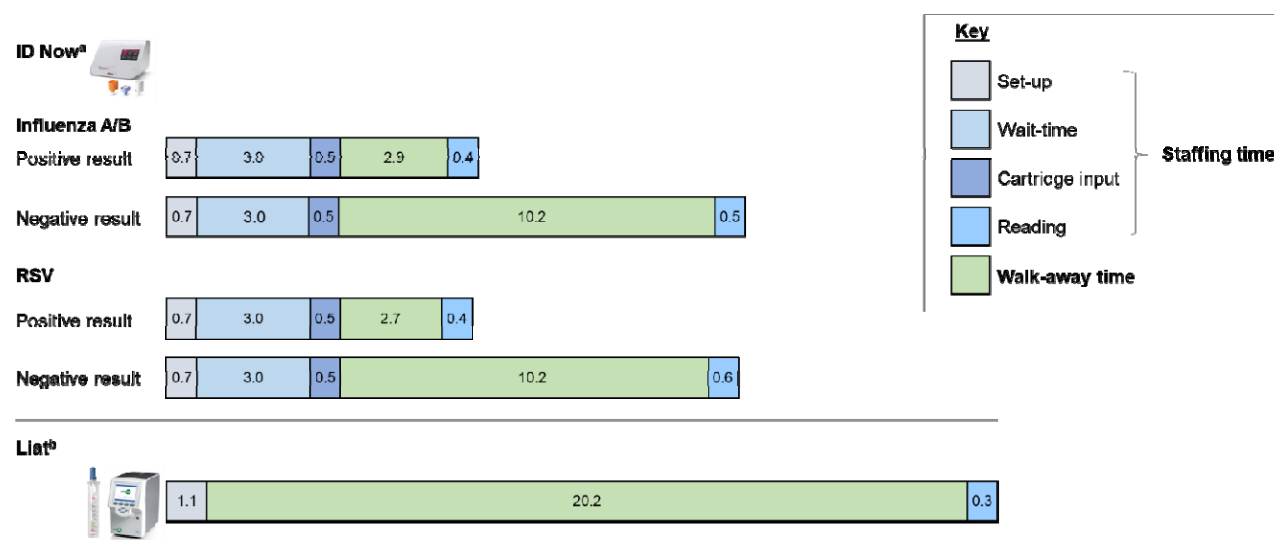 Key
ID Nowª
Set-up
Influenza A/B
Wait-time
Positive result 0.7 3.0 0.5 2.9 0.4
Staffing time
Cartricge input
Negative result 0.7 3.0 0.5 10.2 0.5
Reading
RSV
Walk-away time
Positive result 0.7 3.0 0.5 2.7 0.4
Negative result 0.7 3.0 0.5 10.2 0.6
Liatᵇ
1.1 20.2 0.3